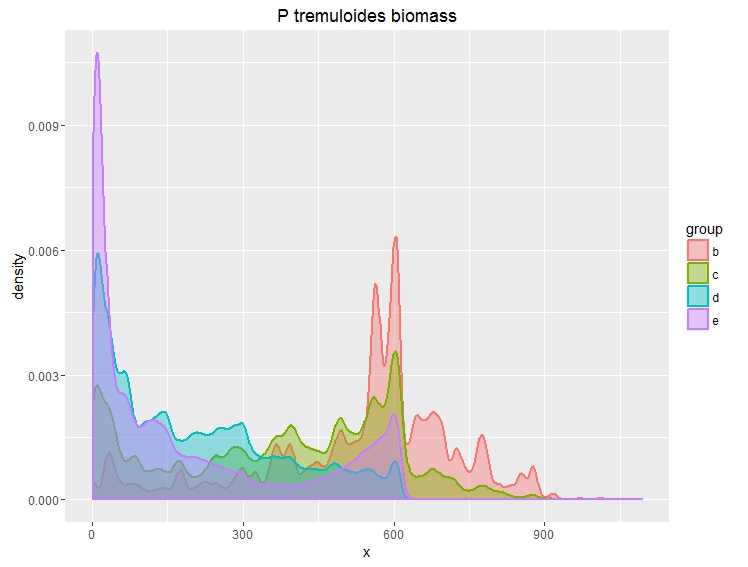 P tremuloides biomass
density
0.009
0.006
0.003
0.000
0 300 600 900
x
group
b
c
d
e